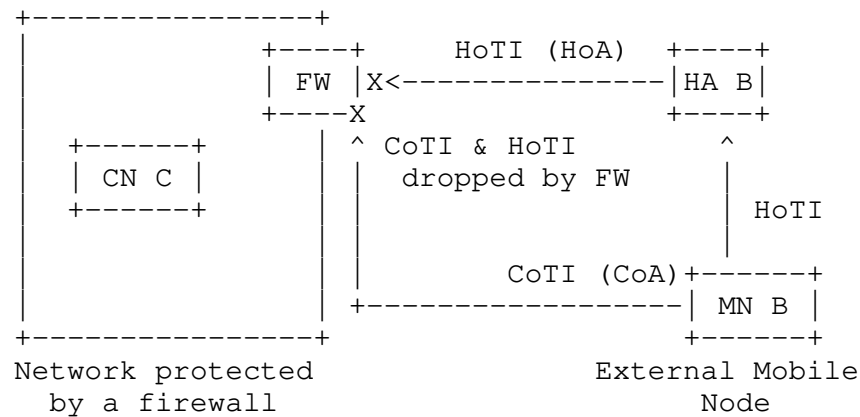 +----------------+
|             +----+     HoTI (HoA)  +----+
|             | FW |X<---------------|HA B|
|             +----X                 +----+
|  +------+      | ^ CoTI & HoTI       ^
|  | CN C |      | |  dropped by FW    |
|  +------+      | |                   | HoTI
|                | |                   |
|                | |        CoTI (CoA)+------+
|                | +------------------| MN B |
+----------------+                    +------+
Network protected                External Mobile
  by a firewall                        Node